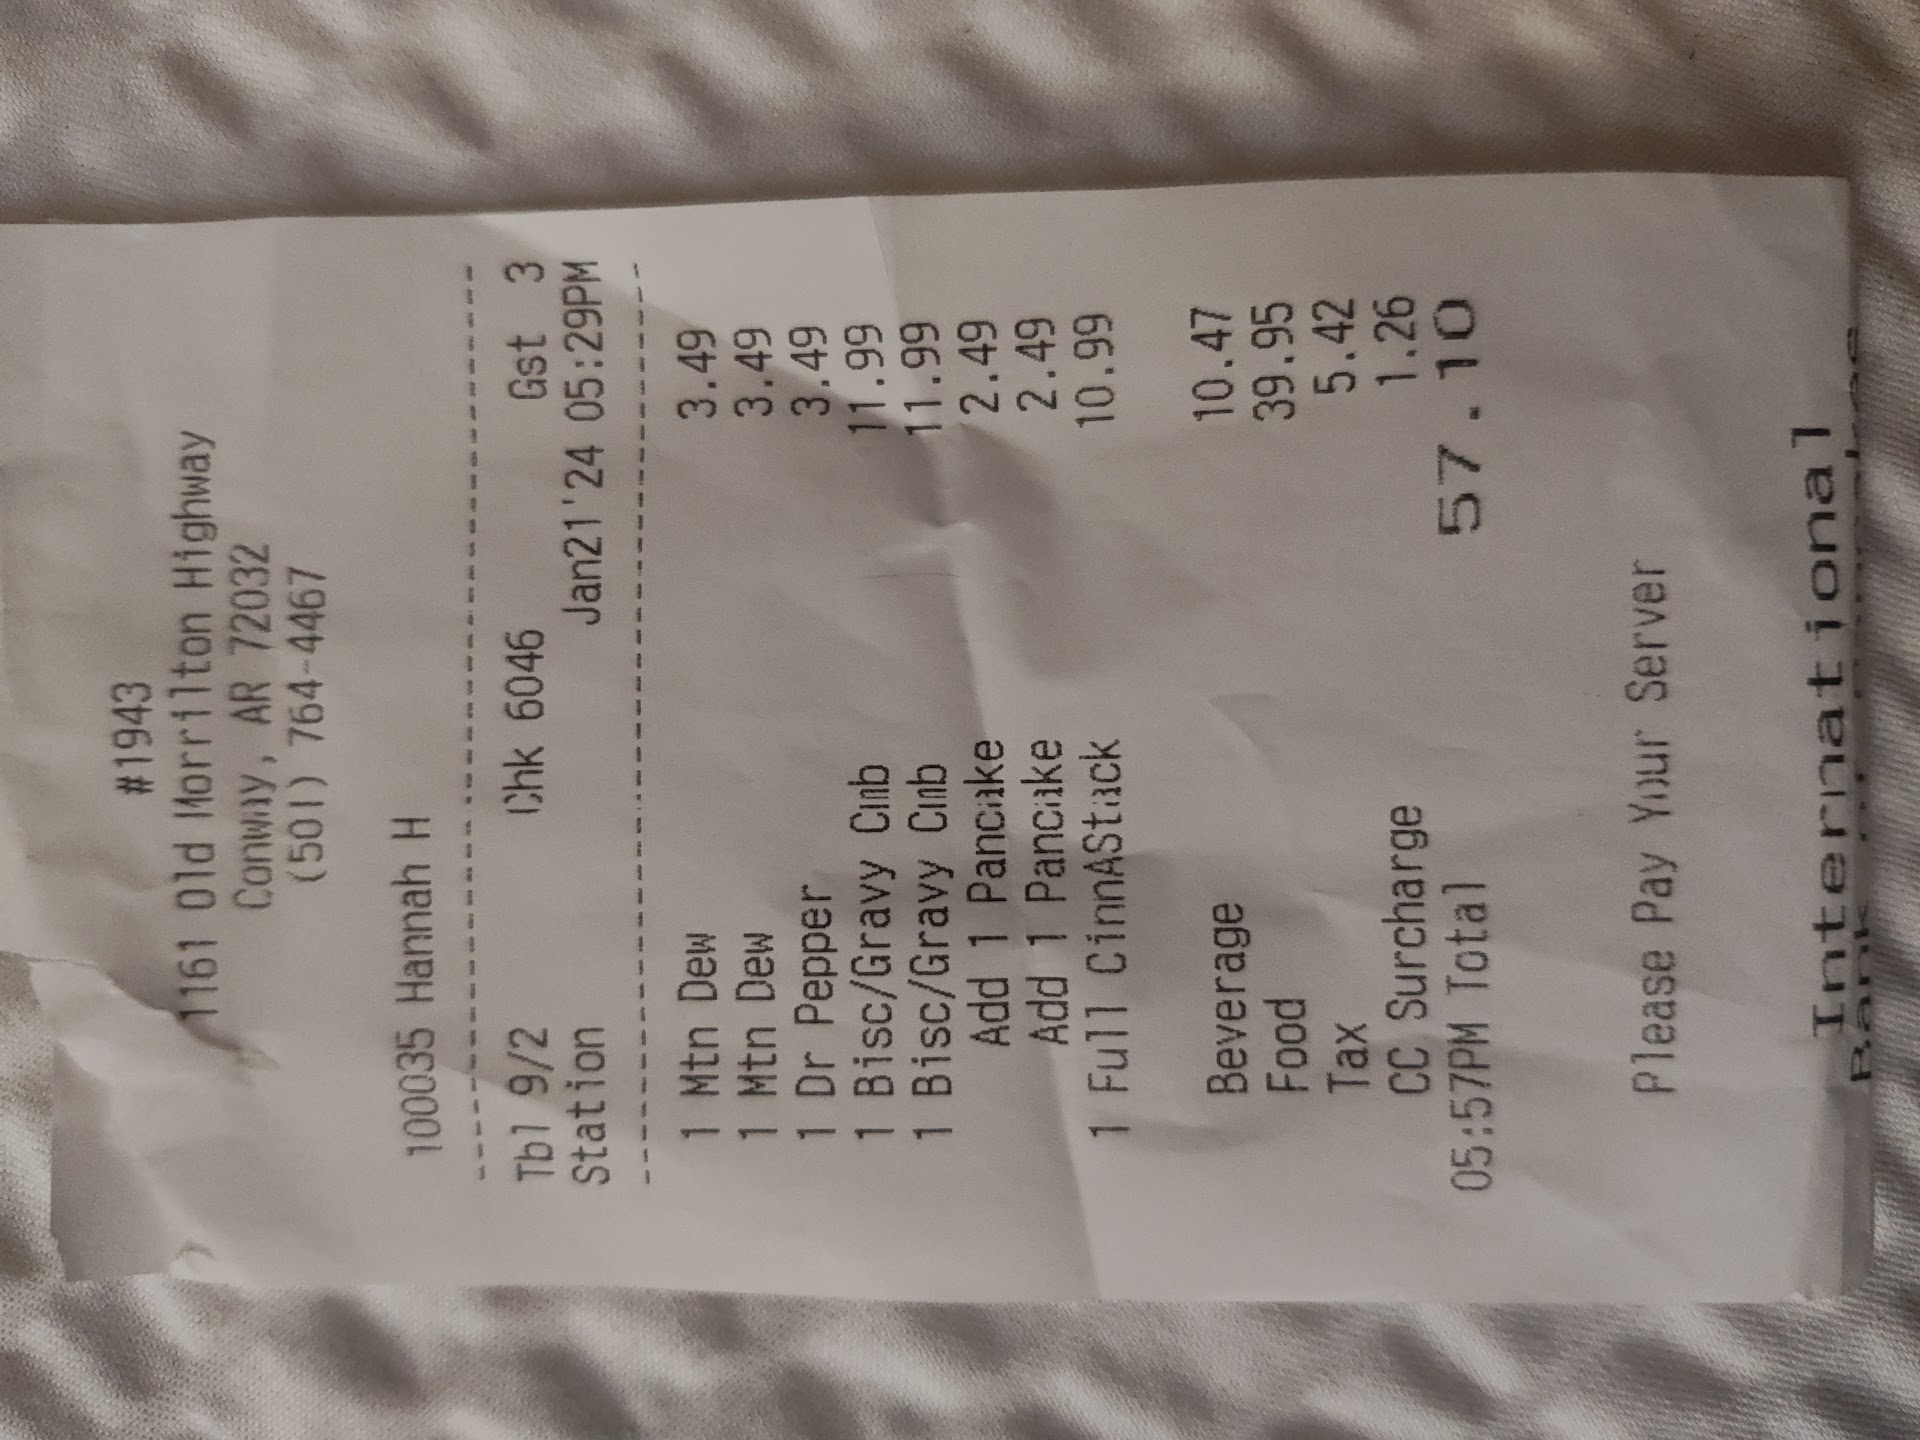 #1943
1161 Old Morrilton Highway
Conway, AR 72032
(501) 764-4467
100035 Hannah H
--------------------------------
Tbl 9/2 Chk 6046 Gst 3
Station Jan21'24 05:29PM
--------------------------------
1 Mtn Dew 3.49
1 Mtn Dew 3.49
1 Dr Pepper 3.49
1 Bisc/Gravy Cmb 11.99
1 Bisc/Gravy Cmb 11.99
Add 1 Pancake 2.49
Add 1 Pancake 2.49
1 Full CinnAStack 10.99
Beverage 10.47
Food 39.95
Tax 5.42
CC Surcharge 1.26
05:57PM Total 57.10
Please Pay Your Server
International